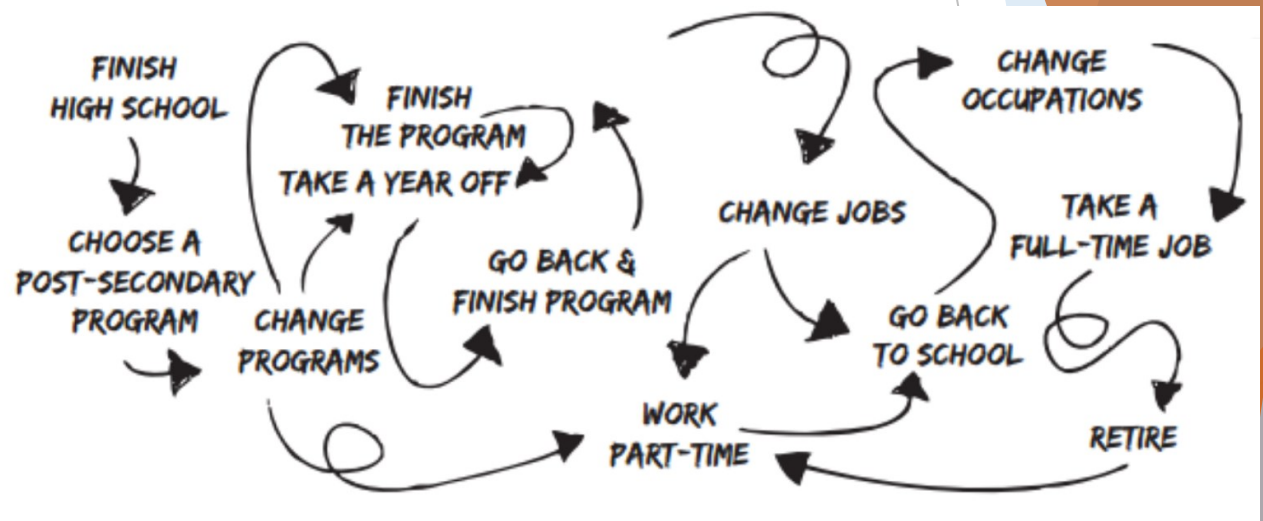 FINISH
HIGH SCHOOL
CHOOSE A
POST-SECONDARY
PROGRAM
CHANGE
PROGRAMS
FINISH
THE PROGRAM
TAKE A YEAR OFF
GO BACK &
FINISH PROGRAM
CHANGE JOBS
WORK
PART-TIME
GO BACK
TO SCHOOL
CHANGE
OCCUPATIONS
TAKE A
FULL-TIME JOB
RETIRE